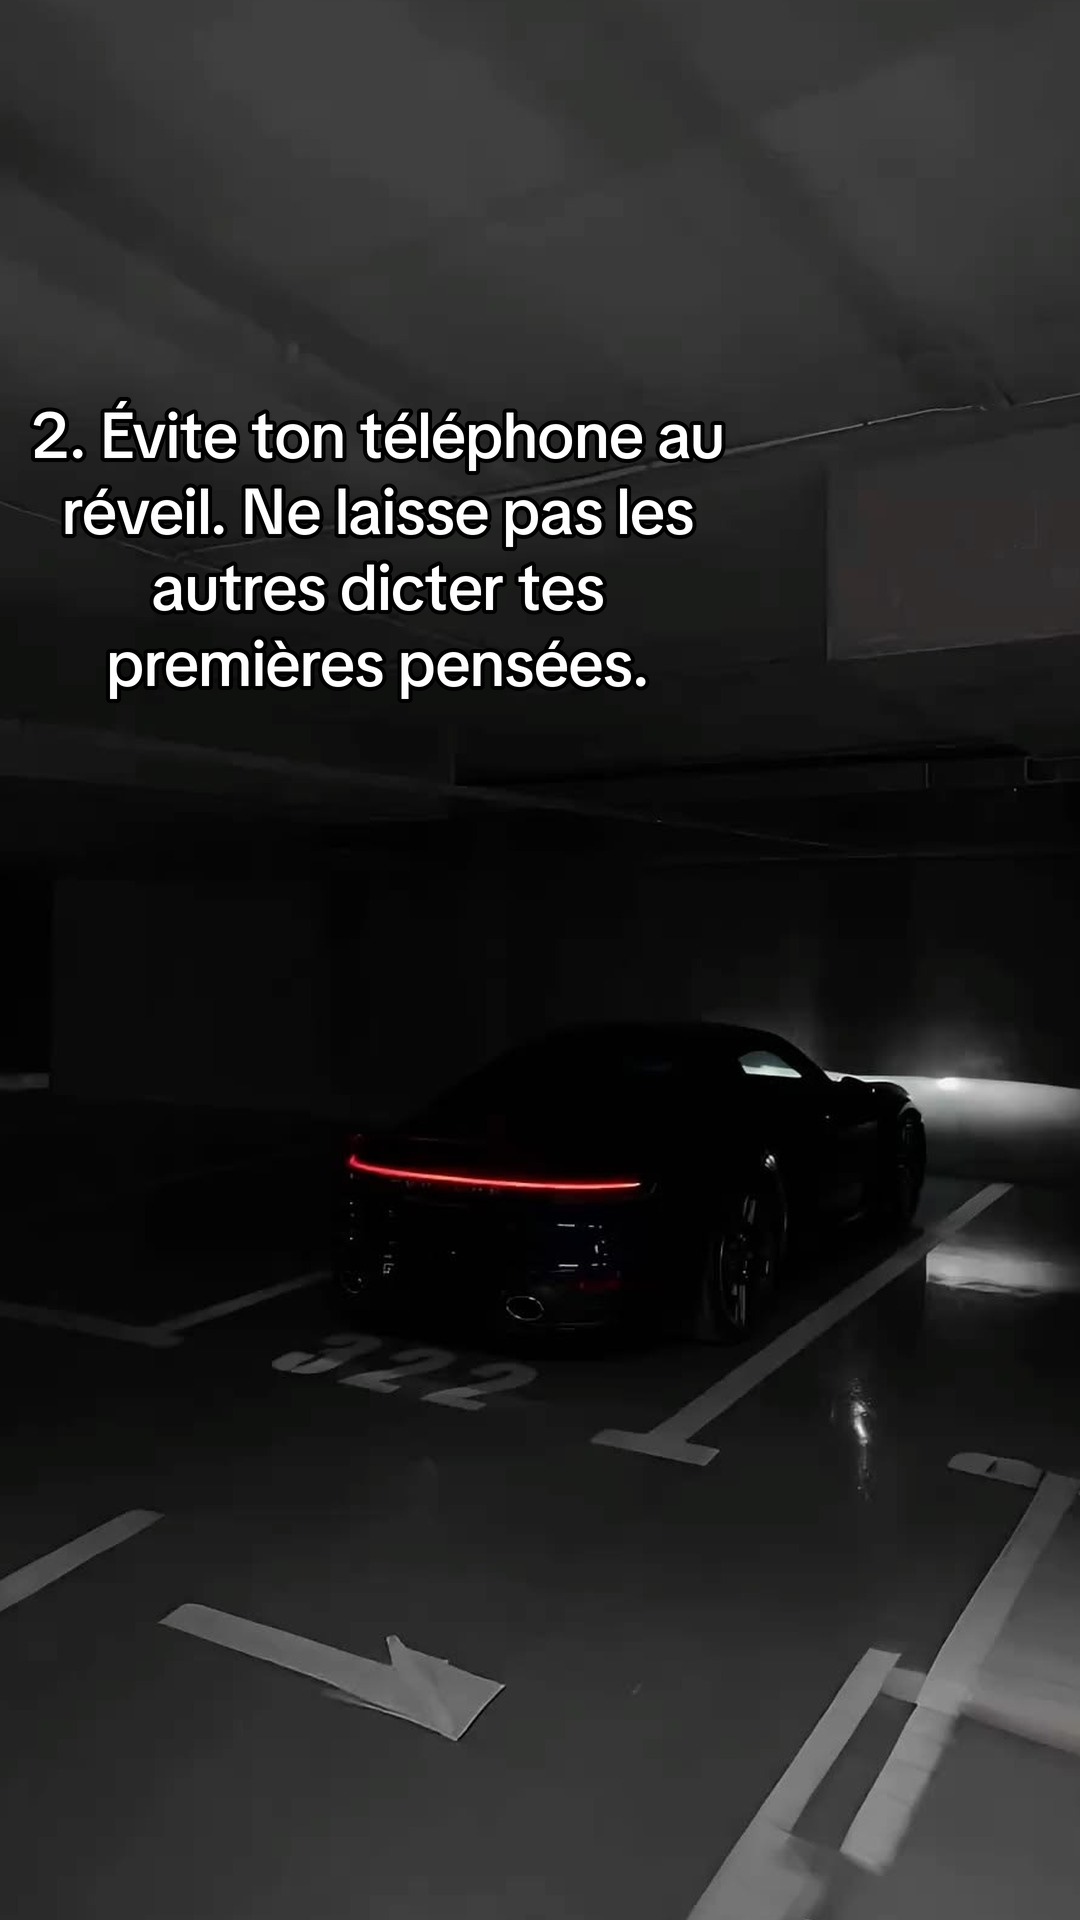 2. Évite ton téléphone au
réveil. Ne laisse pas les
autres dicter tes
premières pensées.
322